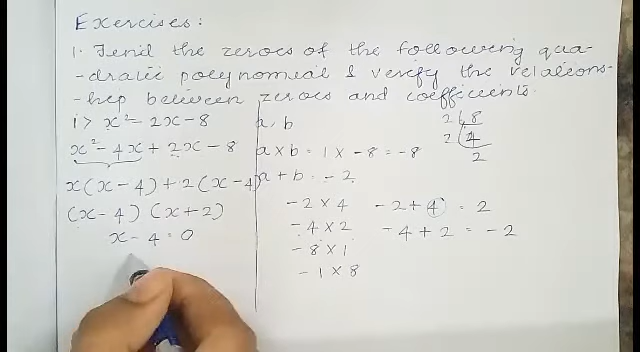 Exercises:
1. Find the zeroes of the following qua-
-dratic polynomial & verify the relations-
-hip between zeroes and coefficients.
i> x² - 2x - 8
x² - 4x + 2x - 8
x(x - 4) + 2(x - 4)
(x - 4) (x + 2)
x - 4 = 0
a, b
a x b = 1 x -8 = -8
a + b = -2
-2 x 4
-4 x 2
-8 x 1
-1 x 8
-2 + 4 = 2
-4 + 2 = -2
2 8
2 4
2